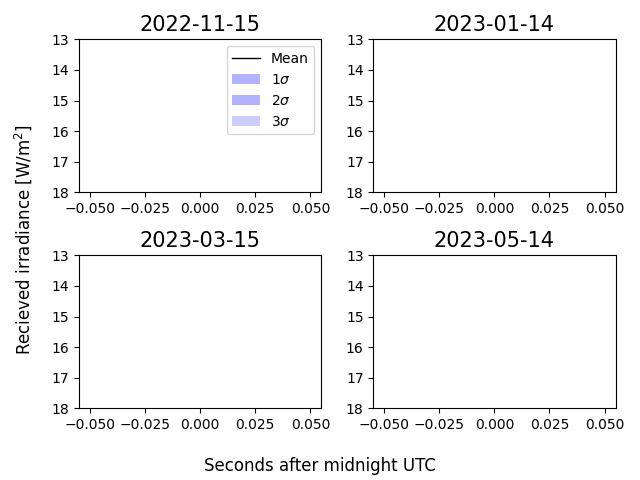 2022-11-15
13
14
15
16
17
18
−0.050 −0.025 0.000 0.025 0.050
Mean
1σ
2σ
3σ
2023-01-14
13
14
15
16
17
18
−0.050 −0.025 0.000 0.025 0.050
Recieved irradiance [W/m²]
2023-03-15
13
14
15
16
17
18
−0.050 −0.025 0.000 0.025 0.050
2023-05-14
13
14
15
16
17
18
−0.050 −0.025 0.000 0.025 0.050
Seconds after midnight UTC